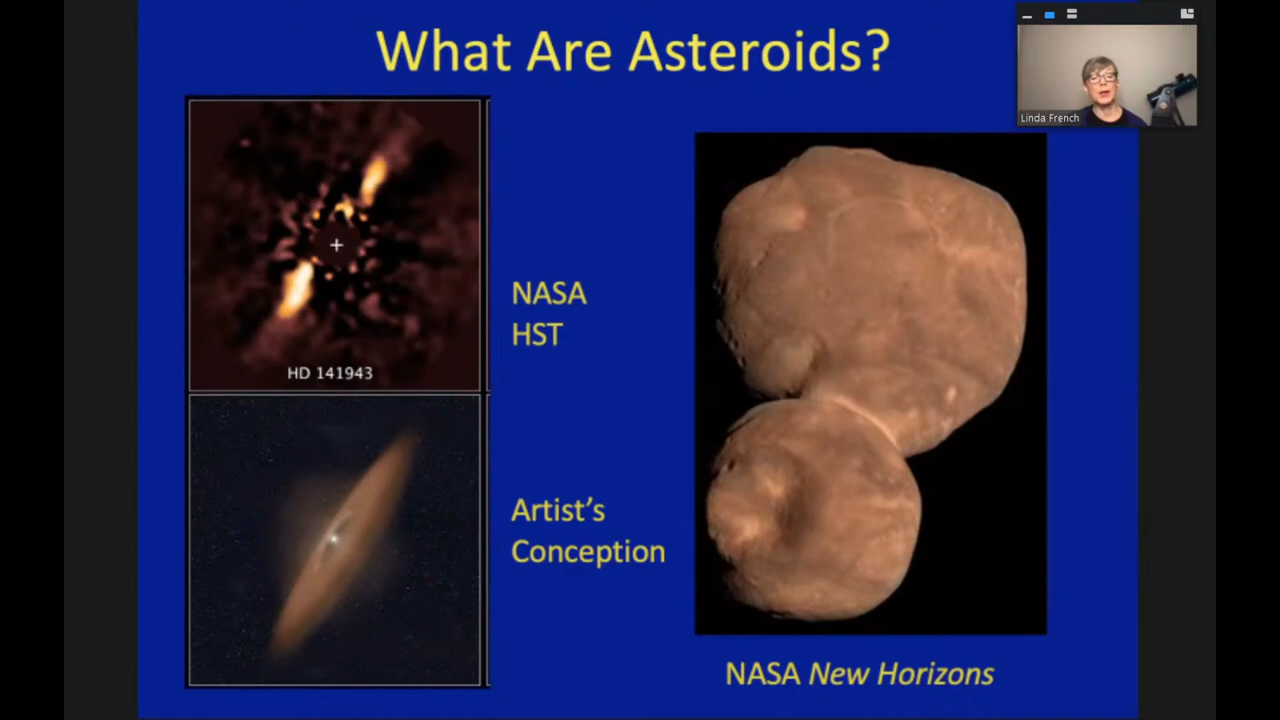 What Are Asteroids?
Linda French
HD 141943
NASA
HST
Artist's
Conception
NASA New Horizons